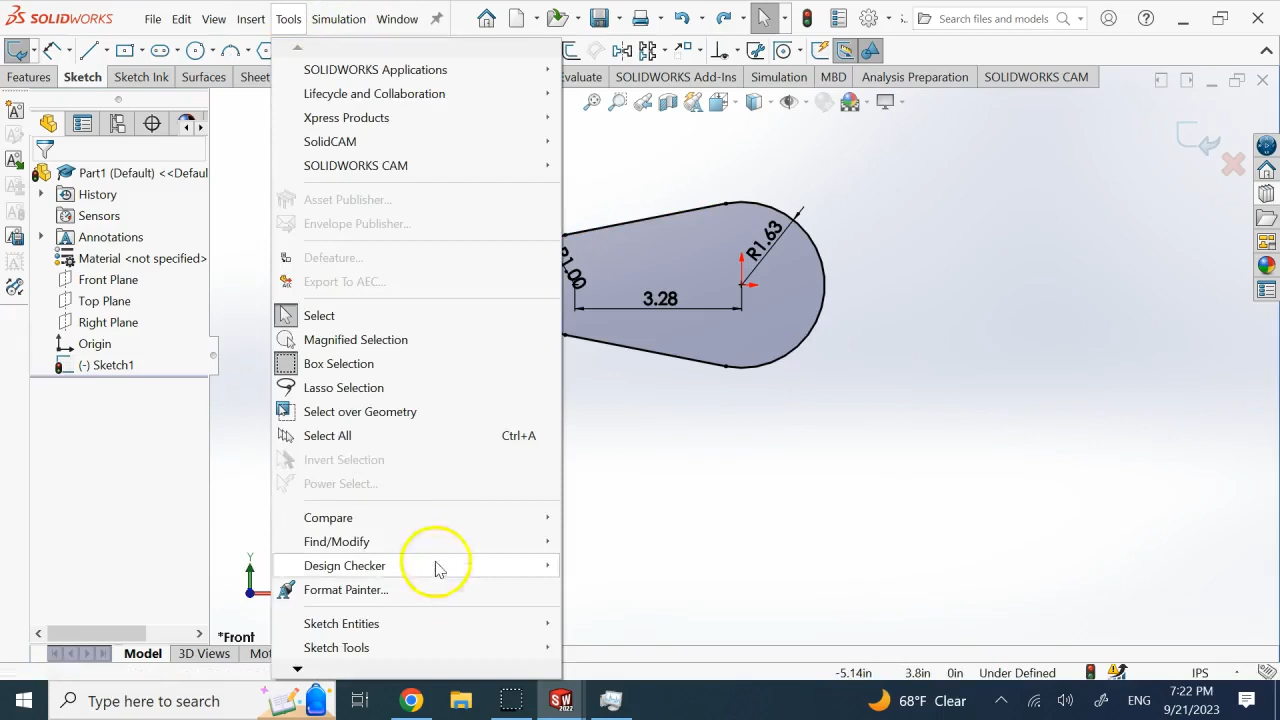 SOLIDWORKS
File
Edit
View
Insert
Tools
Simulation
Window
Search files and models
Features
Sketch
Sketch Ink
Surfaces
Sheet
Evaluate
SOLIDWORKS Add-Ins
Simulation
MBD
Analysis Preparation
SOLIDWORKS CAM
Part1 (Default) <<Defaul
History
Sensors
Annotations
Material <not specified>
Front Plane
Top Plane
Right Plane
Origin
(-) Sketch1
SOLIDWORKS Applications
Lifecycle and Collaboration
Xpress Products
SolidCAM
SOLIDWORKS CAM
Asset Publisher...
Envelope Publisher...
Defeature...
Export To AEC...
Select
Magnified Selection
Box Selection
Lasso Selection
Select over Geometry
Select All Ctrl+A
Invert Selection
Power Select...
Compare
Find/Modify
Design Checker
Format Painter...
Sketch Entities
Sketch Tools
R1.63
R1.00
3.28
Y
*Front
Model
3D Views
Mot
-5.14in 3.8in 0in Under Defined IPS
Type here to search
SW
2022
68°F Clear
ENG
7:22 PM
9/21/2023